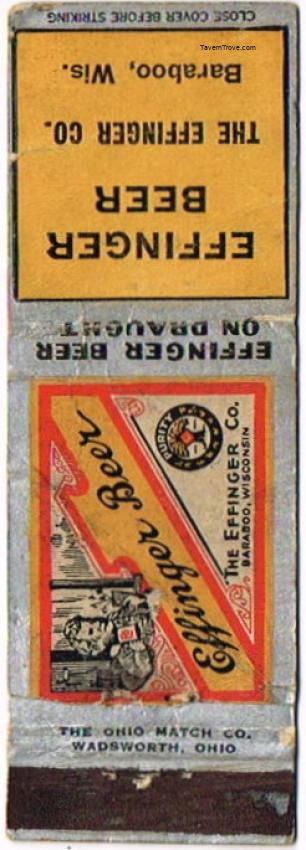 CLOSE COVER BEFORE STRIKING
TavernTrove.com
EFFINGER
BEER
THE EFFINGER CO.
Baraboo, Wis.
EFFINGER BEER
ON DRAUGHT
Effinger Beer
PURITY
THE EFFINGER CO.
BARABOO, WISCONSIN
THE OHIO MATCH CO.
WADSWORTH, OHIO